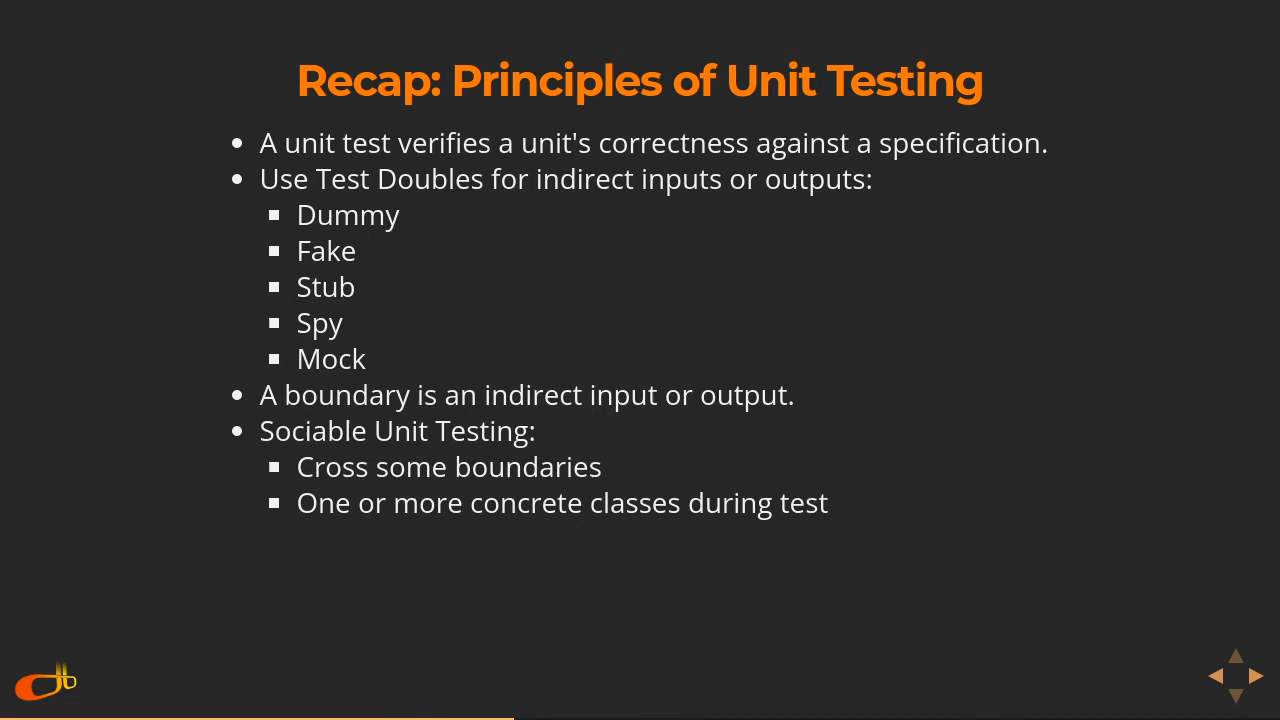 Recap: Principles of Unit Testing
A unit test verifies a unit's correctness against a specification.
Use Test Doubles for indirect inputs or outputs:
Dummy
Fake
Stub
Spy
Mock
A boundary is an indirect input or output.
Sociable Unit Testing:
Cross some boundaries
One or more concrete classes during test